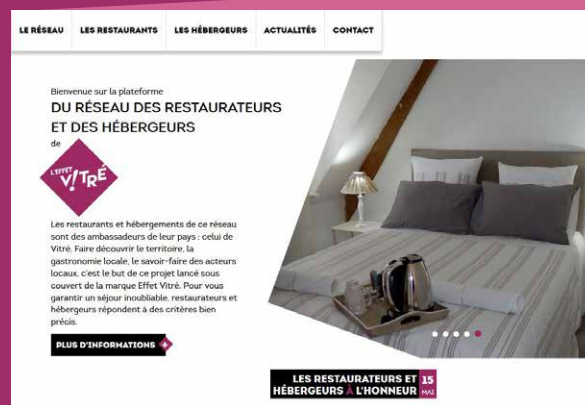 LE RÉSEAU LES RESTAURANTS LES HÉBERGEURS ACTUALITÉS CONTACT
Bienvenue sur la plateforme
DU RÉSEAU DES RESTAURATEURS
ET DES HÉBERGEURS
de
L'EFFET
V!TRÉ
Les restaurants et hébergements de ce réseau
sont des ambassadeurs de leur pays : celui de
Vitré. Faire découvrir le territoire, la
gastronomie locale, le savoir-faire des acteurs
locaux, c'est le but de ce projet lancé sous
couvert de la marque Effet Vitré. Pour vous
garantir un séjour inoubliable, restaurateurs et
hébergeurs répondent à des critères bien
précis.
PLUS D'INFORMATIONS +
LES RESTAURATEURS ET 15
HÉBERGEURS À L'HONNEUR MAI